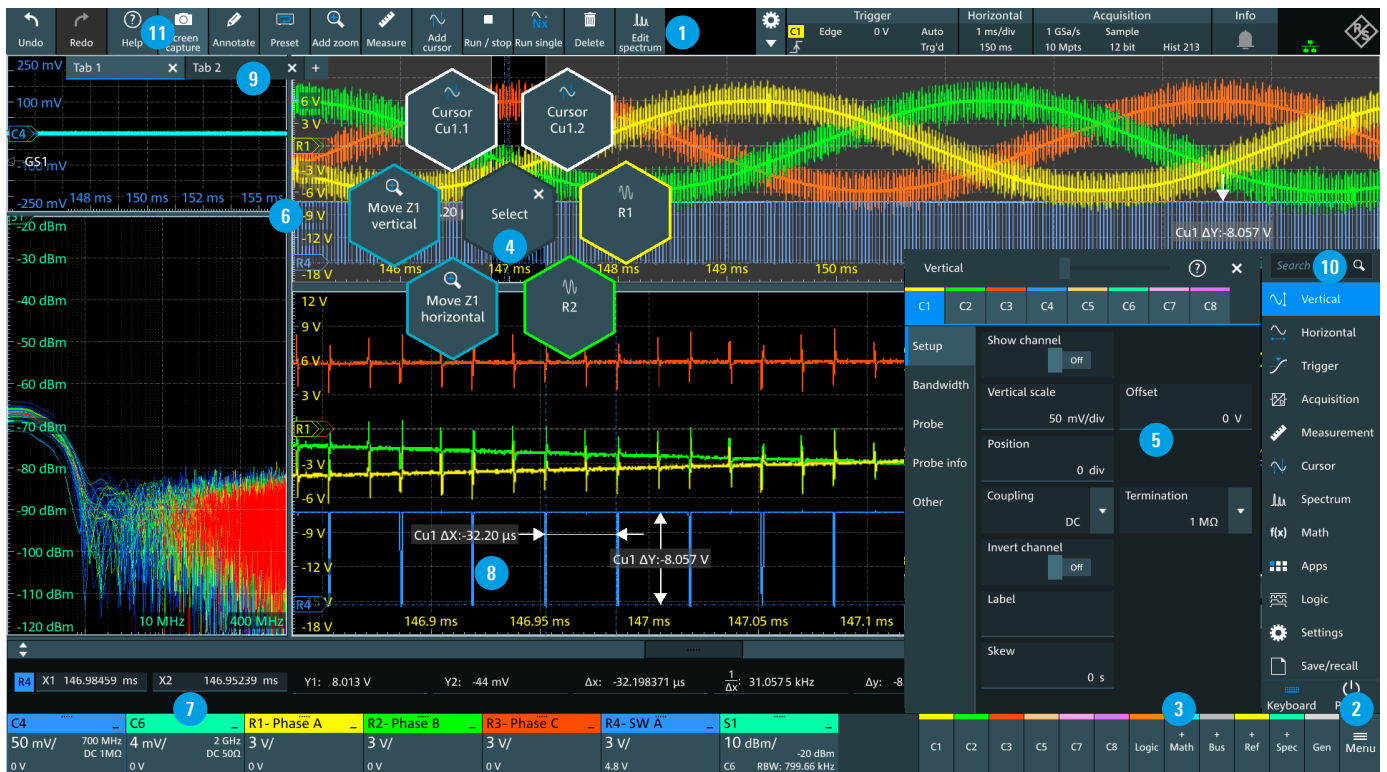 Undo
Redo
Help
11
Screen capture
Annotate
Preset
Add zoom
Measure
Add cursor
Run / stop
Nx
Run single
Delete
Edit spectrum
1
Trigger
C1 Edge 0 V Auto
Trig'd
Horizontal
1 ms/div
150 ms
Acquisition
1 GSa/s Sample
10 Mpts 12 bit Hist 213
Info
R&S
250 mV
Tab 1
Tab 2
9
+
100 mV
C4
GS1
-250 mV
148 ms 150 ms 152 ms 155 ms
6 V
3 V
R1
-3 V
-6 V
6
-9 V
-12 V
R4
-18 V
Cursor Cu1.1
Cursor Cu1.2
Move Z1 vertical
Select
4
R1
Move Z1 horizontal
R2
146 ms 147 ms 148 ms 149 ms 150 ms
Cu1 ΔY:-8.057 V
S1
-20 dBm
-30 dBm
-40 dBm
-50 dBm
-60 dBm
-70 dBm
-80 dBm
-90 dBm
-100 dBm
-110 dBm
-120 dBm
10 MHz 400 MHz
12 V
9 V
6 V
3 V
R1
-3 V
-6 V
-9 V
-12 V
R4
-18 V
Cu1 ΔX:-32.20 µs
Cu1 ΔY:-8.057 V
8
146.9 ms 146.95 ms 147 ms 147.05 ms 147.1 ms
Vertical
?
C1 C2 C3 C4 C5 C6 C7 C8
Setup
Bandwidth
Probe
Probe info
Other
Show channel
Off
Vertical scale
50 mV/div
Offset
0 V
5
Position
0 div
Coupling
DC
Termination
1 MΩ
Invert channel
Off
Label
Skew
0 s
Search
10
Vertical
Horizontal
Trigger
Acquisition
Measurement
Cursor
Spectrum
f(x) Math
Apps
Logic
Settings
Save/recall
Keyboard
R4 X1 146.98459 ms X2 146.95239 ms Y1: 8.013 V Y2: -44 mV Δx: -32.198371 µs 1/Δx: 31.0575 kHz Δy: -8.
7
C4
50 mV/ 700 MHz
DC 1MΩ
0 V
C6
4 mV/ 2 GHz
DC 50Ω
0 V
R1- Phase A
3 V/
0 V
R2- Phase B
3 V/
0 V
R3- Phase C
3 V/
0 V
R4- SW A
3 V/
4.8 V
S1
10 dBm/
-20 dBm
C6 RBW: 799.66 kHz
3
2
C1 C2 C3 C5 C7 C8 Logic + Math + Bus + Ref + Spec Gen Menu